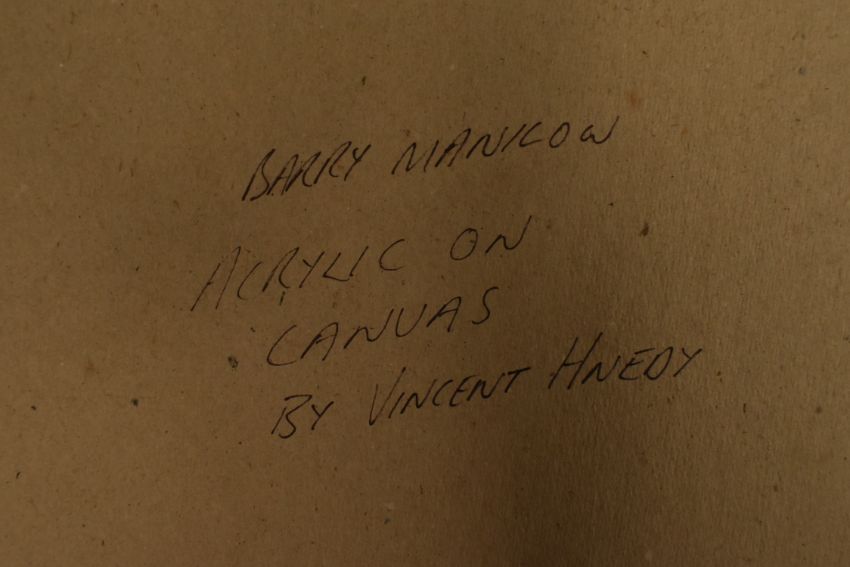 BARRY MANILOW
ACRYLIC ON
CANVAS
BY VINCENT HNEDY